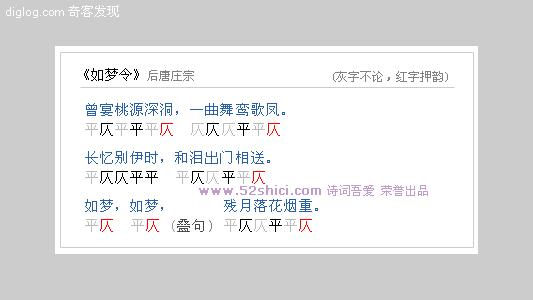 diglog.com 奇客发现
《如梦令》后唐庄宗 (灰字不论，红字押韵)
曾宴桃源深洞，一曲舞鸾歌凤。
平仄平平平仄 仄仄仄平平仄
长忆别伊时，和泪出门相送。
平仄仄平平 平仄仄平平仄
www.52shici.com 诗词吾爱 荣誉出品
如梦，如梦， 残月落花烟重。
平仄 平仄 (叠句) 平仄仄平平仄